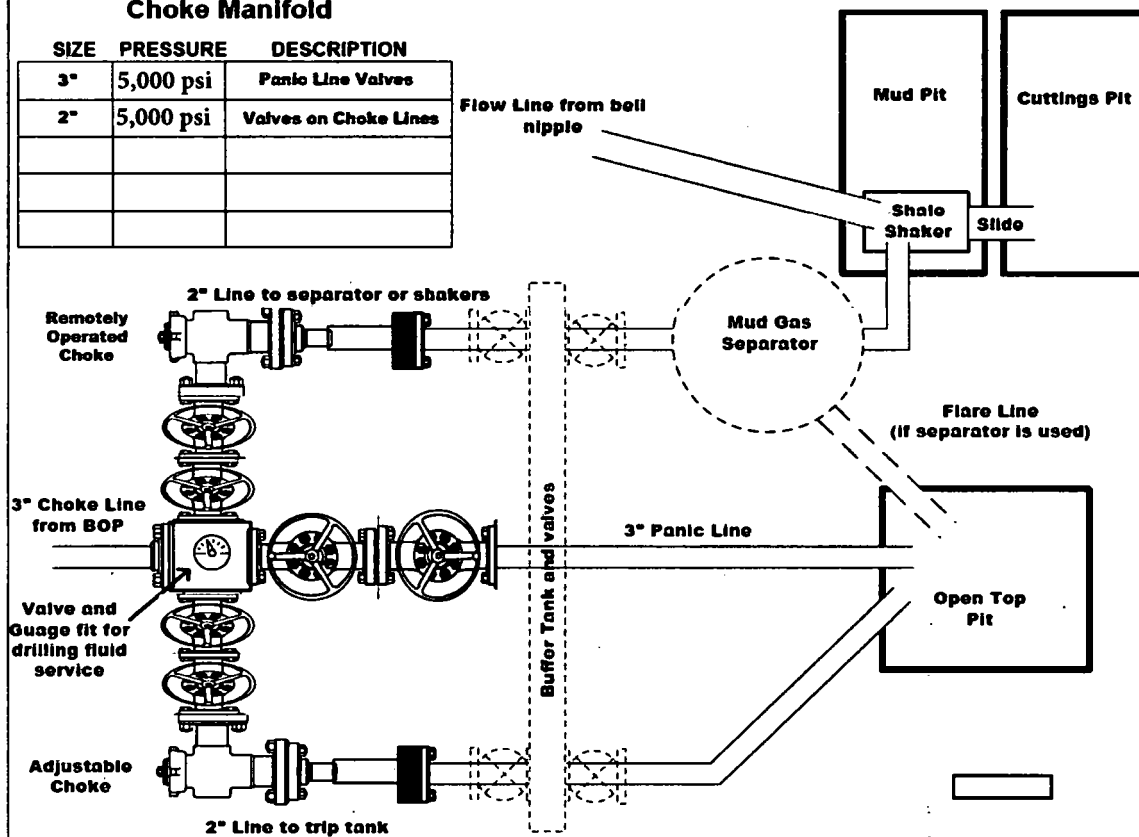 Choke Manifold
SIZE PRESSURE DESCRIPTION
3" 5,000 psi Panic Line Valves
2" 5,000 psi Valves on Choke Lines
Flow Line from bell
nipple
Mud Pit
Cuttings Pit
Shale
Shaker
Slide
2" Line to separator or shakers
Remotely
Operated
Choke
Mud Gas
Separator
Flare Line
(if separator is used)
3" Choke Line
from BOP
3" Panic Line
Buffer Tank and valves
Open Top
Pit
Valve and
Guage fit for
drilling fluid
service
Adjustable
Choke
2" Line to trip tank